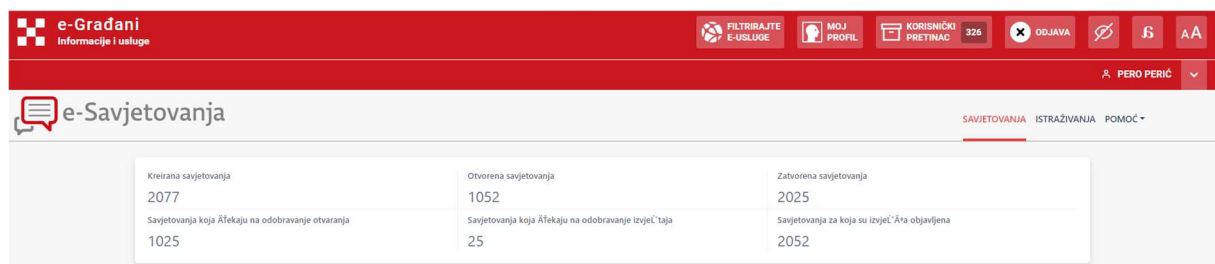 e-Građani
Informacije i usluge
FILTRIRAJTE
E-USLUGE
MOJ
PROFIL
KORISNIČKI
PRETINAC
326
ODJAVA
AA
PERO PERIĆ
e-Savjetovanja
SAVJETOVANJA ISTRAŽIVANJA POMOĆ
Kreirana savjetovanja
2077
Otvorena savjetovanja
1052
Zatvorena savjetovanja
2025
Savjetovanja koja ÄŤekaju na odobravanje otvaranja
1025
Savjetovanja koja ÄŤekaju na odobravanje izvjeĹˇtaja
25
Savjetovanja za koja su izvjeĹˇÄ‡a objavljena
2052